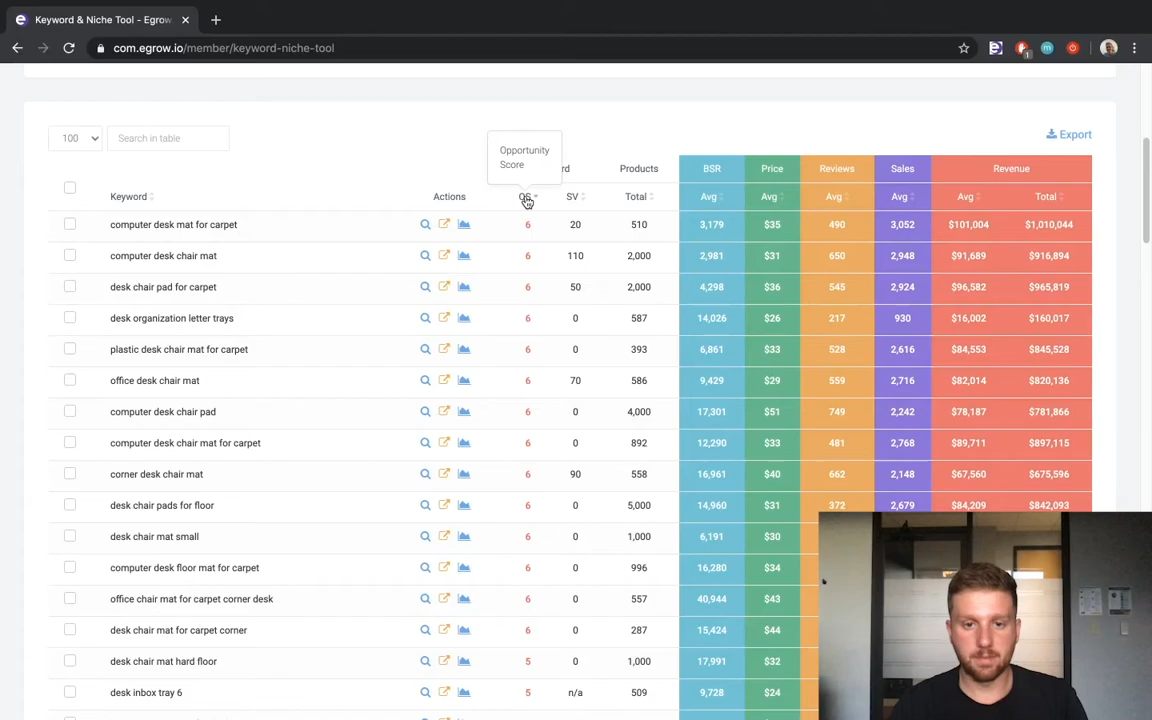 Keyword & Niche Tool - Egrow
com.egrow.io/member/keyword-niche-tool
1
100 Search in table Export
Opportunity
Score
Products BSR Price Reviews Sales Revenue
Keyword Actions OS SV Total Avg Avg Avg Avg Avg Total
computer desk mat for carpet 6 20 510 3,179 $35 490 3,052 $101,004 $1,010,044
computer desk chair mat 6 110 2,000 2,981 $31 650 2,948 $91,689 $916,894
desk chair pad for carpet 6 50 2,000 4,298 $36 545 2,924 $96,582 $965,819
desk organization letter trays 6 0 587 14,026 $26 217 930 $16,002 $160,017
plastic desk chair mat for carpet 6 0 393 6,861 $33 528 2,616 $84,553 $845,528
office desk chair mat 6 70 586 9,429 $29 559 2,716 $82,014 $820,136
computer desk chair pad 6 0 4,000 17,301 $51 749 2,242 $78,187 $781,866
computer desk chair mat for carpet 6 0 892 12,290 $33 481 2,768 $89,711 $897,115
corner desk chair mat 6 90 558 16,961 $40 662 2,148 $67,560 $675,596
desk chair pads for floor 6 0 5,000 14,960 $31 372 2,679 $84,209 $842,093
desk chair mat small 6 0 1,000 6,191 $30
computer desk floor mat for carpet 6 0 996 16,280 $34
office chair mat for carpet corner desk 6 0 557 40,944 $43
desk chair mat for carpet corner 6 0 287 15,424 $44
desk chair mat hard floor 5 0 1,000 17,991 $32
desk inbox tray 6 5 n/a 509 9,728 $24